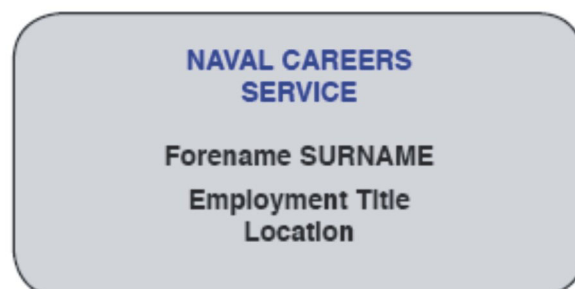 NAVAL CAREERS
SERVICE
Forename SURNAME
Employment Title
Location